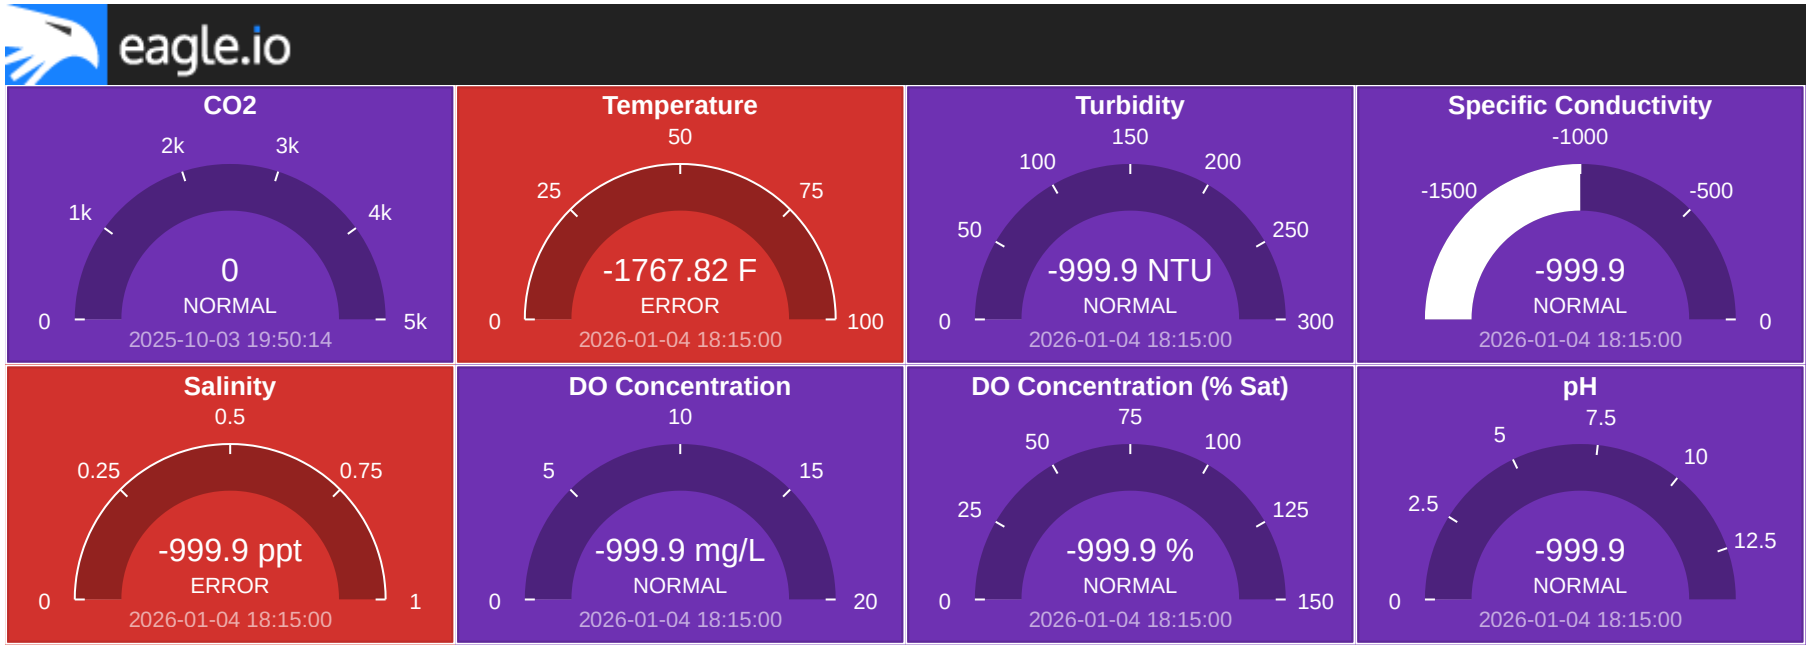 eagle.io
CO2
2k
3k
1k
4k
0
NORMAL
0
5k
2025-10-03 19:50:14
Temperature
50
25
75
-1767.82 F
ERROR
0
100
2026-01-04 18:15:00
Turbidity
150
100
200
50
250
-999.9 NTU
NORMAL
0
300
2026-01-04 18:15:00
Specific Conductivity
-1000
-1500
-500
-999.9
NORMAL
0
2026-01-04 18:15:00
Salinity
0.5
0.25
0.75
-999.9 ppt
ERROR
0
1
2026-01-04 18:15:00
DO Concentration
10
5
15
-999.9 mg/L
NORMAL
0
20
2026-01-04 18:15:00
DO Concentration (% Sat)
75
50
100
25
125
-999.9 %
NORMAL
0
150
2026-01-04 18:15:00
pH
7.5
5
10
2.5
12.5
-999.9
NORMAL
0
2026-01-04 18:15:00